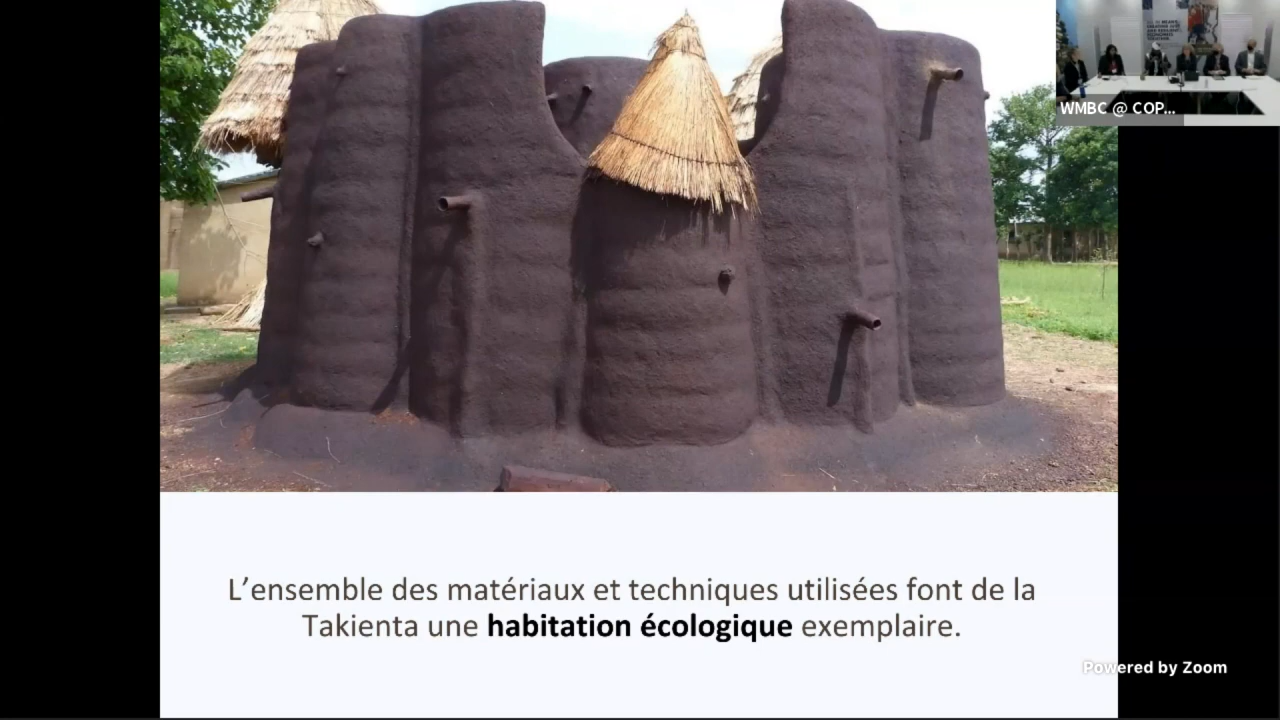 WMBC @ COP...
L’ensemble des matériaux et techniques utilisées font de la
Takienta une habitation écologique exemplaire.
Powered by Zoom